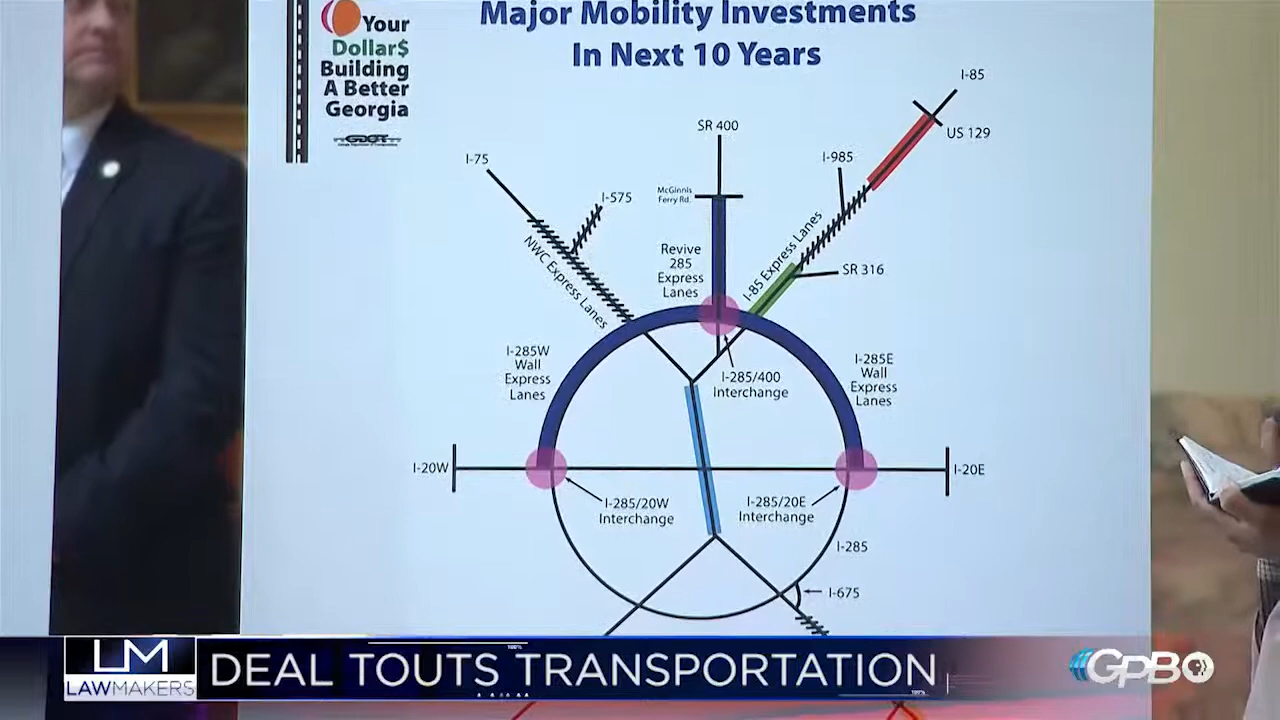 Your
Dollar$
Building
A Better
Georgia
GDOT
Major Mobility Investments
In Next 10 Years
I-85
US 129
SR 400
I-985
I-75
McGinnis
Ferry Rd.
I-575
NWC Express Lanes
Revive
285
Express
Lanes
I-85 Express Lanes
SR 316
I-285W
Wall
Express
Lanes
I-285/400
Interchange
I-285E
Wall
Express
Lanes
I-20W
I-20E
I-285/20W
Interchange
I-285/20E
Interchange
I-285
I-675
LM
LAWMAKERS
DEAL TOUTS TRANSPORTATION
100%
100%
GPB